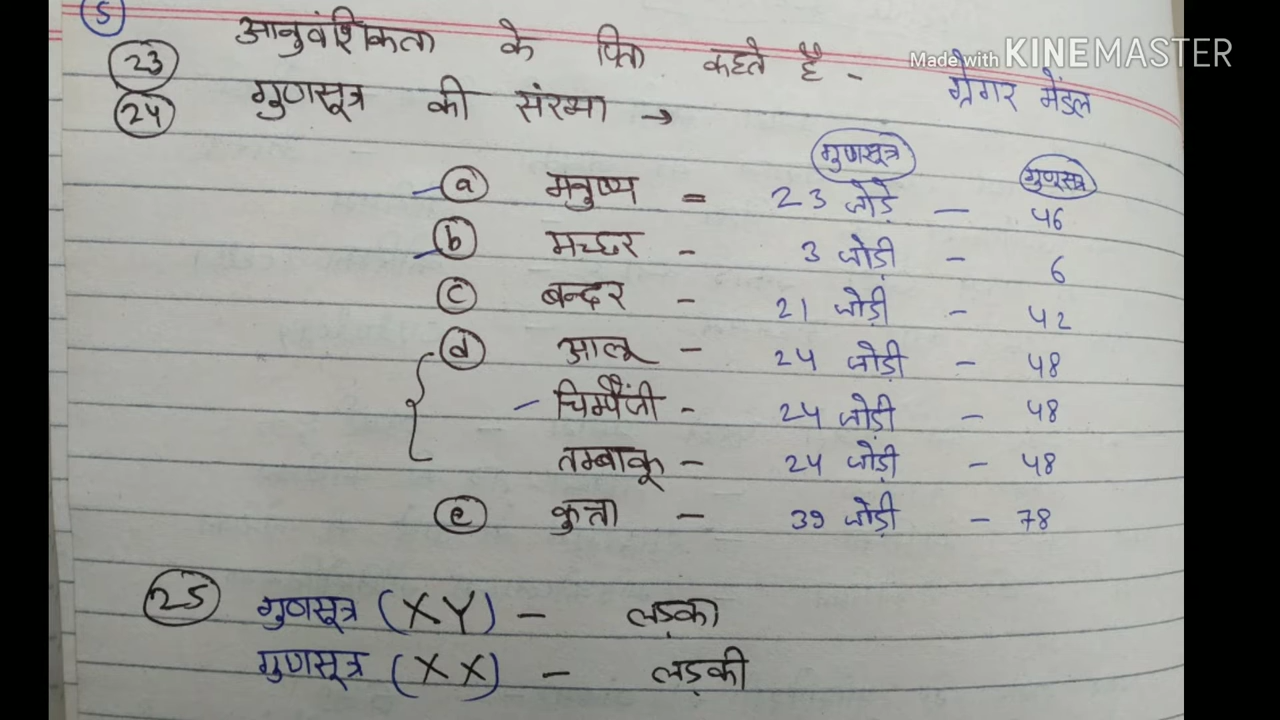 5
23 आनुवंशिकता के पिता कहते है - ग्रेगर मेंडल
24 गुणसूत्र की संख्या →
गुणसूत्र गुणसूत्र
a मनुष्य = 23 जोड़े — 46
b मच्छर - 3 जोड़ी - 6
c बन्दर - 21 जोड़ी - 42
d आलू - 24 जोड़ी - 48
- चिम्पैंजी - 24 जोड़ी - 48
तम्बाकू - 24 जोड़ी - 48
e कुत्ता - 39 जोड़ी - 78
25 गुणसूत्र (XY) - लड़का
गुणसूत्र (XX) - लड़की
Made with KINEMASTER